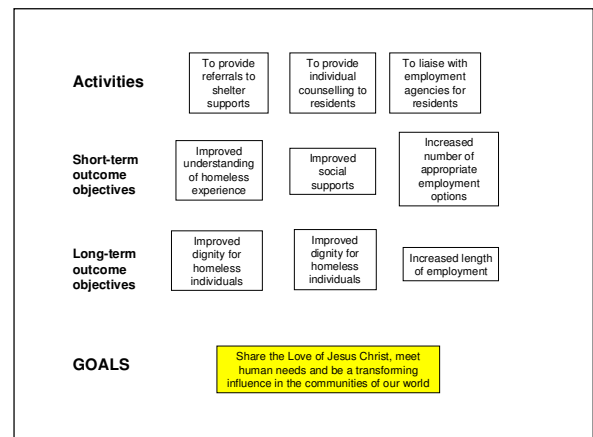 Activities
To provide
referrals to
shelter
supports
To provide
individual
counselling to
residents
To liaise with
employment
agencies for
residents
Short-term
outcome
objectives
Improved
understanding
of homeless
experience
Improved
social
supports
Increased
number of
appropriate
employment
options
Long-term
outcome
objectives
Improved
dignity for
homeless
individuals
Improved
dignity for
homeless
individuals
Increased length
of employment
GOALS
Share the Love of Jesus Christ, meet
human needs and be a transforming
influence in the communities of our world